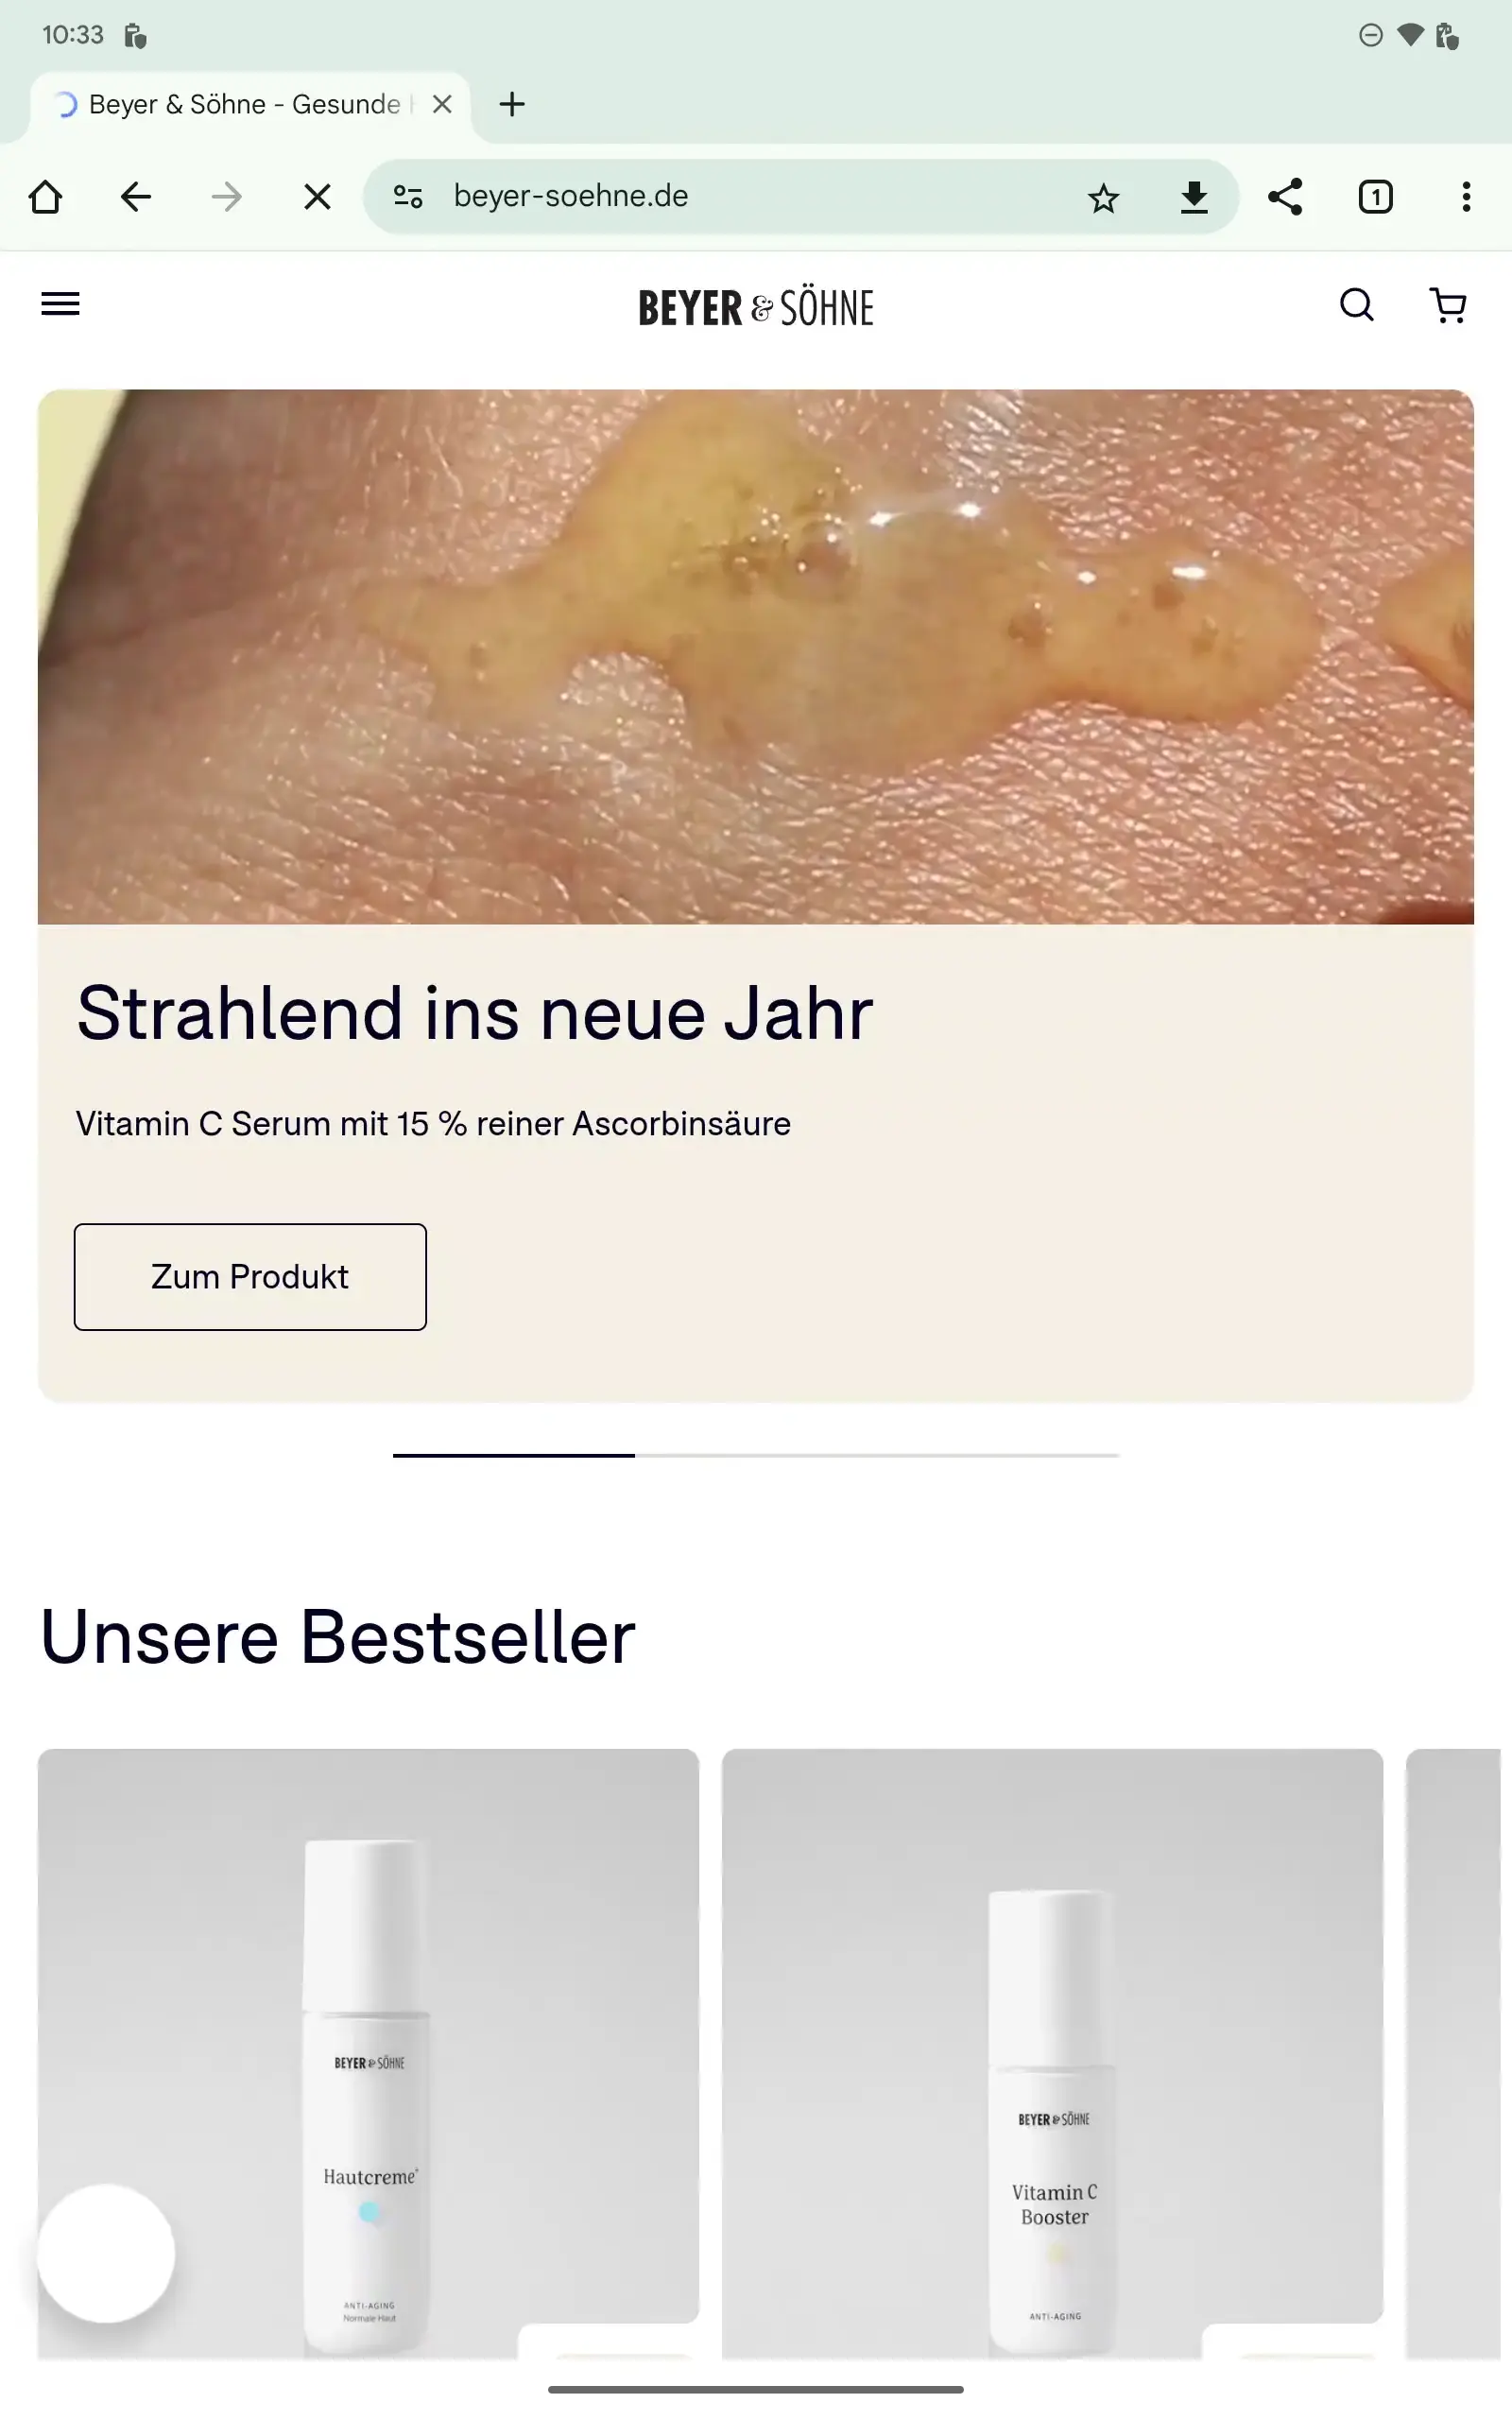 10:33
Beyer & Söhne - Gesunde
beyer-soehne.de
1
BEYER & SÖHNE
Strahlend ins neue Jahr
Vitamin C Serum mit 15 % reiner Ascorbinsäure
Zum Produkt
Unsere Bestseller
BEYER & SÖHNE
Hautcreme+
ANTI-AGING
Normale Haut
BEYER & SÖHNE
Vitamin C
Booster
ANTI-AGING